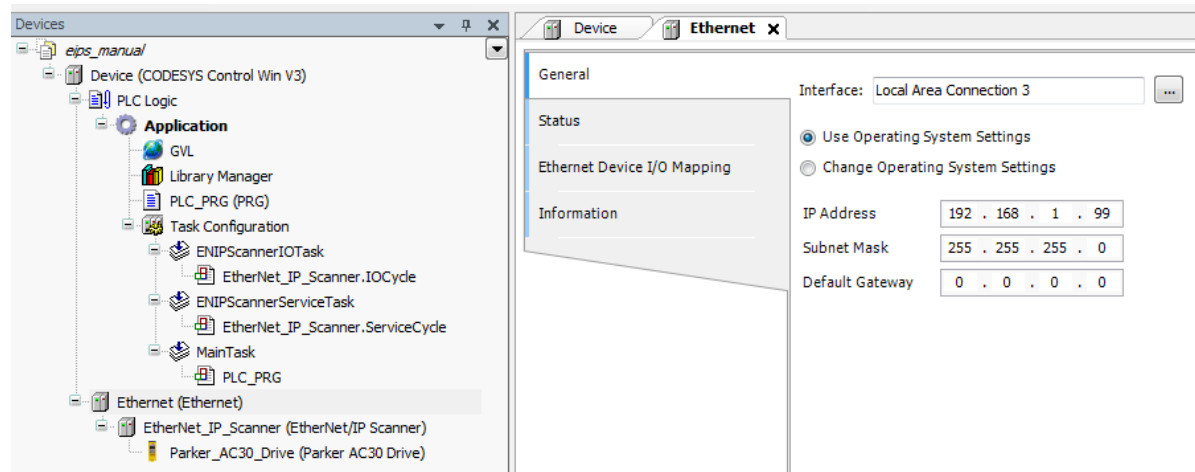 Devices
eips_manual
Device (CODESYS Control Win V3)
PLC Logic
Application
GVL
Library Manager
PLC_PRG (PRG)
Task Configuration
ENIPScannerIOTask
EtherNet_IP_Scanner.IOCycle
ENIPScannerServiceTask
EtherNet_IP_Scanner.ServiceCycle
MainTask
PLC_PRG
Ethernet (Ethernet)
EtherNet_IP_Scanner (EtherNet/IP Scanner)
Parker_AC30_Drive (Parker AC30 Drive)
Device
Ethernet
General
Status
Ethernet Device I/O Mapping
Information
Interface: Local Area Connection 3 ...
Use Operating System Settings
Change Operating System Settings
IP Address 192 . 168 . 1 . 99
Subnet Mask 255 . 255 . 255 . 0
Default Gateway 0 . 0 . 0 . 0